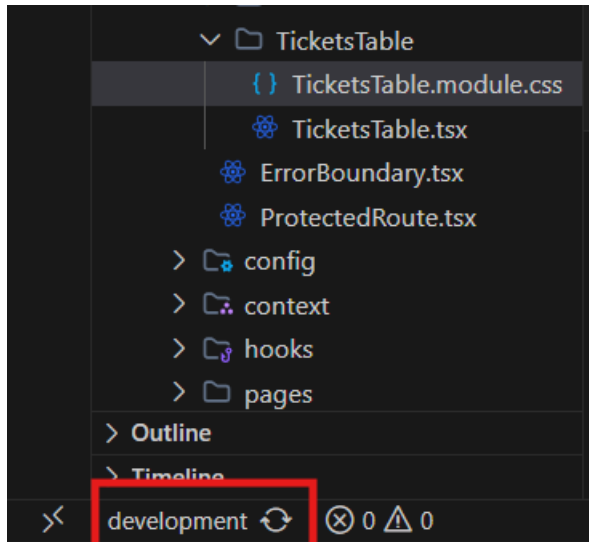 TicketsTable
{ } TicketsTable.module.css
TicketsTable.tsx
ErrorBoundary.tsx
ProtectedRoute.tsx
config
context
hooks
pages
Outline
Timeline
development 0 0